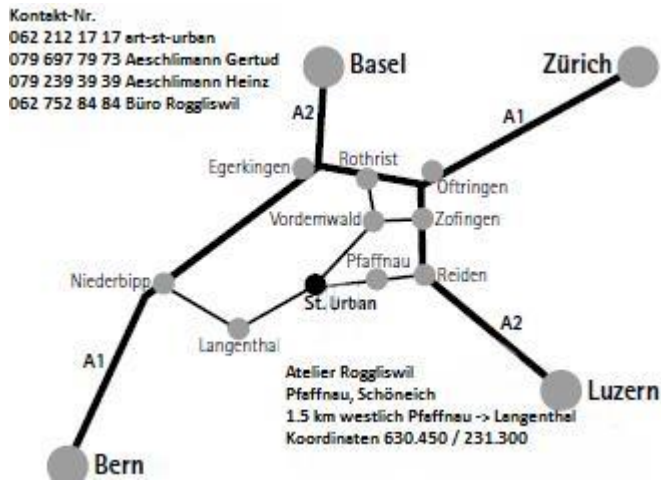 Kontakt-Nr.
062 212 17 17 art-st-urban
079 697 79 73 Aeschlimann Gertud
079 239 39 39 Aeschlimann Heinz
062 752 84 84 Büro Roggliswil
Basel
Zürich
A2
A1
Egerkingen
Rothrist
Oftringen
Vordemwald
Zofingen
Pfaffnau
Niederbipp
Reiden
St. Urban
Langenthal
A2
A1
Atelier Roggliswil
Pfaffnau, Schöneich
1.5 km westlich Pfaffnau -> Langenthal
Koordinaten 630.450 / 231.300
Luzern
Bern